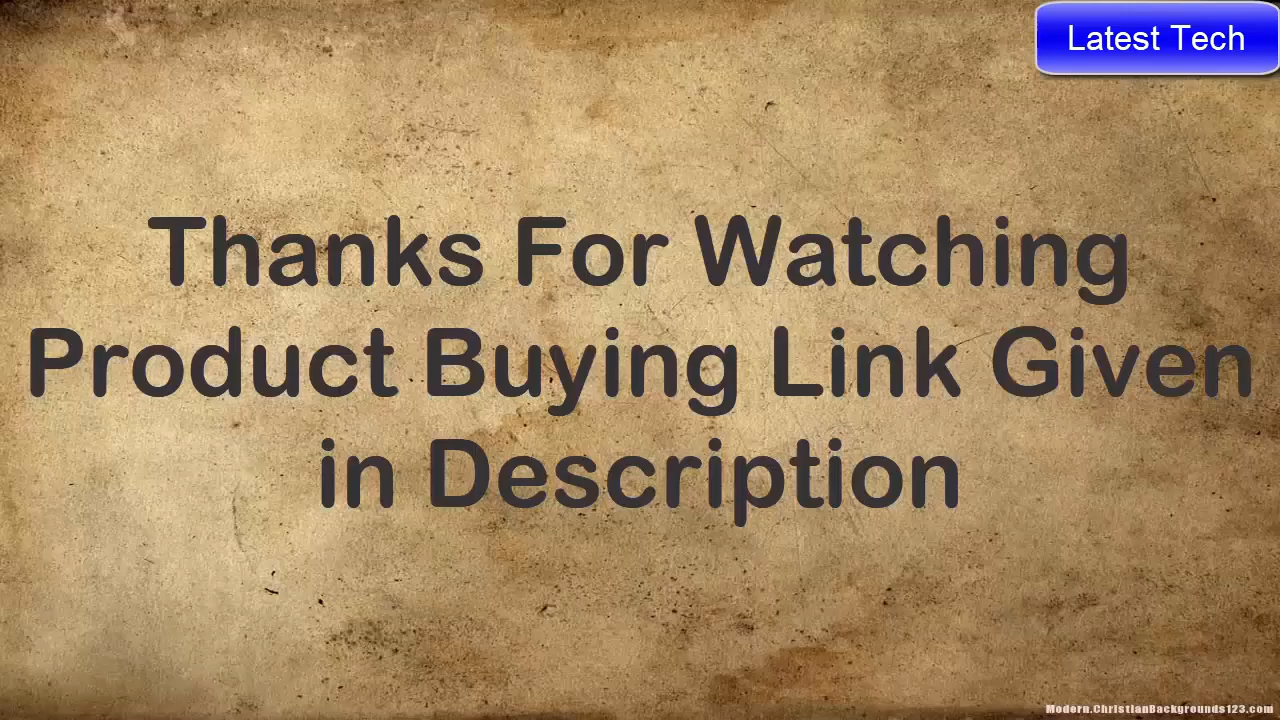 Latest Tech
Thanks For Watching
Product Buying Link Given
in Description
Modern.ChristianBackgrounds123.com